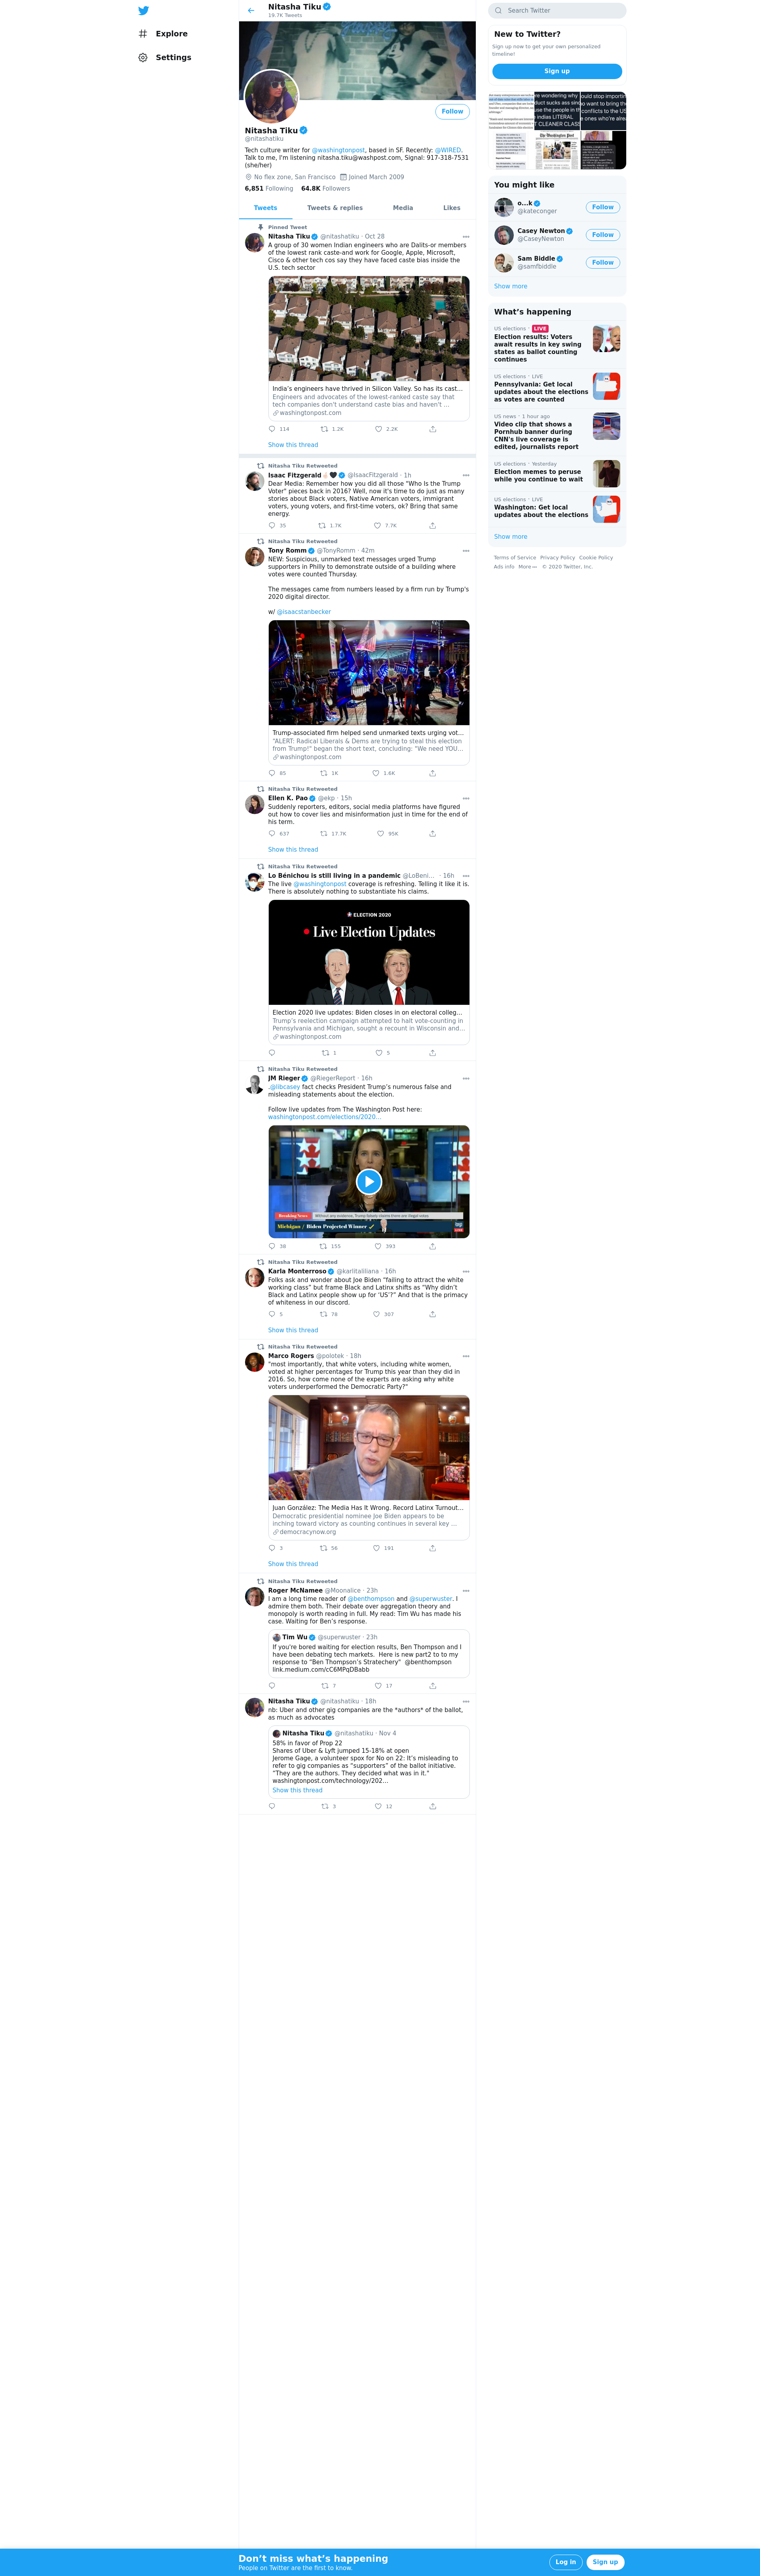 Explore
Settings
Nitasha Tiku
19.7K Tweets
Follow
Nitasha Tiku
@nitashatiku
Tech culture writer for @washingtonpost, based in SF. Recently: @WIRED.
Talk to me, I'm listening nitasha.tiku@washpost.com, Signal: 917-318-7531
(she/her)
No flex zone, San Francisco Joined March 2009
6,851 Following 64.8K Followers
Tweets Tweets & replies Media Likes
Pinned Tweet
Nitasha Tiku @nitashatiku · Oct 28
A group of 30 women Indian engineers who are Dalits-or members
of the lowest rank caste-and work for Google, Apple, Microsoft,
Cisco & other tech cos say they have faced caste bias inside the
U.S. tech sector
India’s engineers have thrived in Silicon Valley. So has its cast...
Engineers and advocates of the lowest-ranked caste say that
tech companies don't understand caste bias and haven't ...
washingtonpost.com
114 1.2K 2.2K
Show this thread
Nitasha Tiku Retweeted
Isaac Fitzgerald @IsaacFitzgerald · 1h
Dear Media: Remember how you did all those "Who Is the Trump
Voter" pieces back in 2016? Well, now it's time to do just as many
stories about Black voters, Native American voters, immigrant
voters, young voters, and first-time voters, ok? Bring that same
energy.
35 1.7K 7.7K
Nitasha Tiku Retweeted
Tony Romm @TonyRomm · 42m
NEW: Suspicious, unmarked text messages urged Trump
supporters in Philly to demonstrate outside of a building where
votes were counted Thursday.
The messages came from numbers leased by a firm run by Trump's
2020 digital director.
w/ @isaacstanbecker
Trump-associated firm helped send unmarked texts urging vot...
“ALERT: Radical Liberals & Dems are trying to steal this election
from Trump!” began the short text, concluding: “We need YOU...
washingtonpost.com
85 1K 1.6K
Nitasha Tiku Retweeted
Ellen K. Pao @ekp · 15h
Suddenly reporters, editors, social media platforms have figured
out how to cover lies and misinformation just in time for the end of
his term.
637 17.7K 95K
Show this thread
Nitasha Tiku Retweeted
Lo Bénichou is still living in a pandemic @LoBeni... · 16h
The live @washingtonpost coverage is refreshing. Telling it like it is.
There is absolutely nothing to substantiate his claims.
ELECTION 2020
Live Election Updates
Election 2020 live updates: Biden closes in on electoral colleg...
Trump’s reelection campaign attempted to halt vote-counting in
Pennsylvania and Michigan, sought a recount in Wisconsin and...
washingtonpost.com
1 5
Nitasha Tiku Retweeted
JM Rieger @RiegerReport · 16h
.@libcasey fact checks President Trump’s numerous false and
misleading statements about the election.
Follow live updates from The Washington Post here:
washingtonpost.com/elections/2020...
Breaking News Without any evidence, Trump falsely claims there are illegal votes
Michigan / Biden Projected Winner
38 155 393
Nitasha Tiku Retweeted
Karla Monterroso @karlitaliliana · 16h
Folks ask and wonder about Joe Biden “failing to attract the white
working class” but frame Black and Latinx shifts as “Why didn’t
Black and Latinx people show up for ‘US’?” And that is the primacy
of whiteness in our discord.
5 78 307
Show this thread
Nitasha Tiku Retweeted
Marco Rogers @polotek · 18h
“most importantly, that white voters, including white women,
voted at higher percentages for Trump this year than they did in
2016. So, how come none of the experts are asking why white
voters underperformed the Democratic Party?”
Juan González: The Media Has It Wrong. Record Latinx Turnout...
Democratic presidential nominee Joe Biden appears to be
inching toward victory as counting continues in several key ...
democracynow.org
3 56 191
Show this thread
Nitasha Tiku Retweeted
Roger McNamee @Moonalice · 23h
I am a long time reader of @benthompson and @superwuster. I
admire them both. Their debate over aggregation theory and
monopoly is worth reading in full. My read: Tim Wu has made his
case. Waiting for Ben’s response.
Tim Wu @superwuster · 23h
If you're bored waiting for election results, Ben Thompson and I
have been debating tech markets. Here is new part2 to to my
response to “Ben Thompson’s Stratechery” @benthompson
link.medium.com/cC6MPqDBabb
7 17
Nitasha Tiku @nitashatiku · 18h
nb: Uber and other gig companies are the *authors* of the ballot,
as much as advocates
Nitasha Tiku @nitashatiku · Nov 4
58% in favor of Prop 22
Shares of Uber & Lyft jumped 15-18% at open
Jerome Gage, a volunteer spox for No on 22: It’s misleading to
refer to gig companies as “supporters” of the ballot initiative.
“They are the authors. They decided what was in it.”
washingtonpost.com/technology/202...
Show this thread
3 12
Search Twitter
New to Twitter?
Sign up now to get your own personalized
timeline!
Sign up
The Washington Post
You might like
o...k
@kateconger
Follow
Casey Newton
@CaseyNewton
Follow
Sam Biddle
@samfbiddle
Follow
Show more
What’s happening
US elections · LIVE
Election results: Voters
await results in key swing
states as ballot counting
continues
US elections · LIVE
Pennsylvania: Get local
updates about the elections
as votes are counted
US news · 1 hour ago
Video clip that shows a
Pornhub banner during
CNN's live coverage is
edited, journalists report
US elections · Yesterday
Election memes to peruse
while you continue to wait
US elections · LIVE
Washington: Get local
updates about the elections
Show more
Terms of Service Privacy Policy Cookie Policy
Ads info More © 2020 Twitter, Inc.
Don’t miss what’s happening
People on Twitter are the first to know.
Log in
Sign up